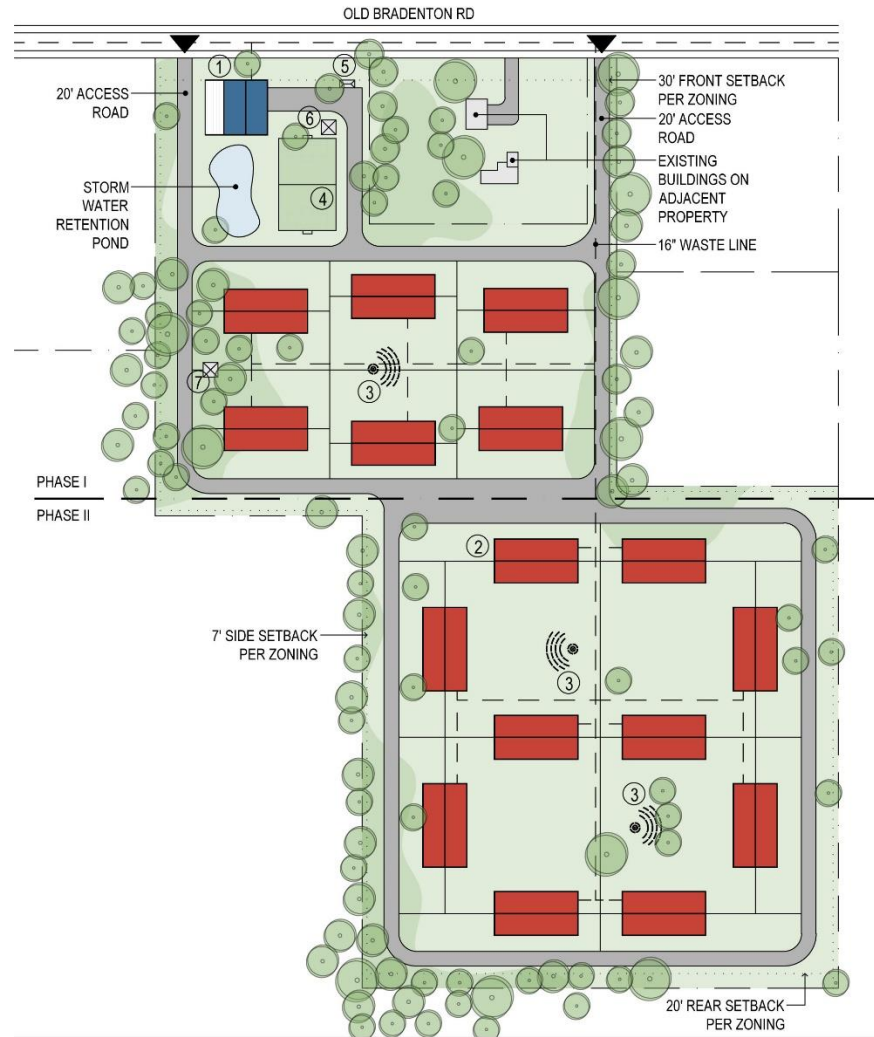 OLD BRADENTON RD
1
5
20' ACCESS
ROAD
30' FRONT SETBACK
PER ZONING
20' ACCESS
ROAD
6
EXISTING
BUILDINGS ON
ADJACENT
PROPERTY
STORM
WATER
RETENTION
POND
4
16" WASTE LINE
7
3
PHASE I
PHASE II
2
7' SIDE SETBACK
PER ZONING
3
3
20' REAR SETBACK
PER ZONING